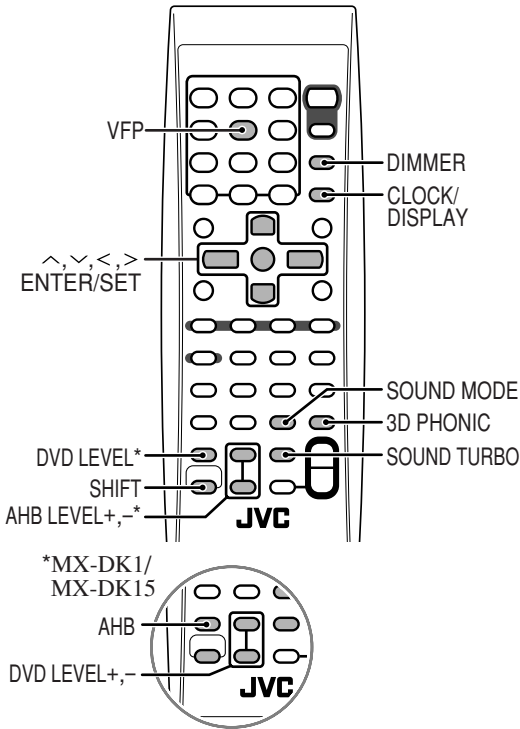 VFP
DIMMER
CLOCK/
DISPLAY
^,∨,<,>
ENTER/SET
SOUND MODE
3D PHONIC
DVD LEVEL*
SOUND TURBO
SHIFT
AHB LEVEL+,–*
JVC
*MX-DK1/
MX-DK15
AHB
DVD LEVEL+,–
JVC